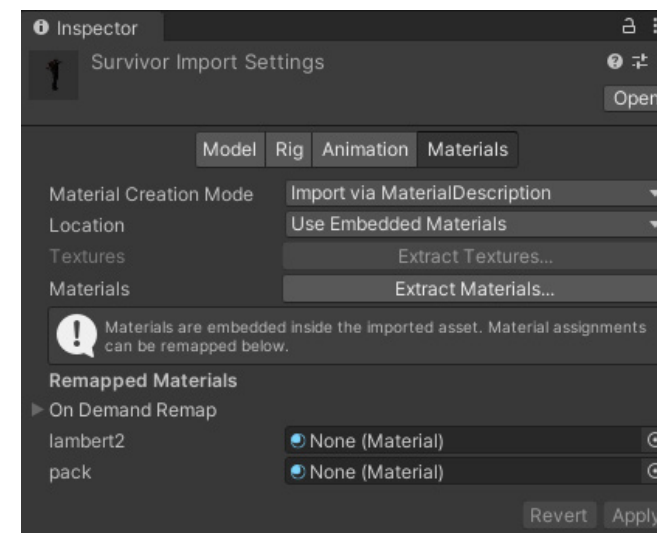 Inspector
Survivor Import Settings
Open
Model Rig Animation Materials
Material Creation Mode Import via MaterialDescription
Location Use Embedded Materials
Textures Extract Textures...
Materials Extract Materials...
Materials are embedded inside the imported asset. Material assignments
can be remapped below.
Remapped Materials
On Demand Remap
lambert2 None (Material)
pack None (Material)
Revert Apply